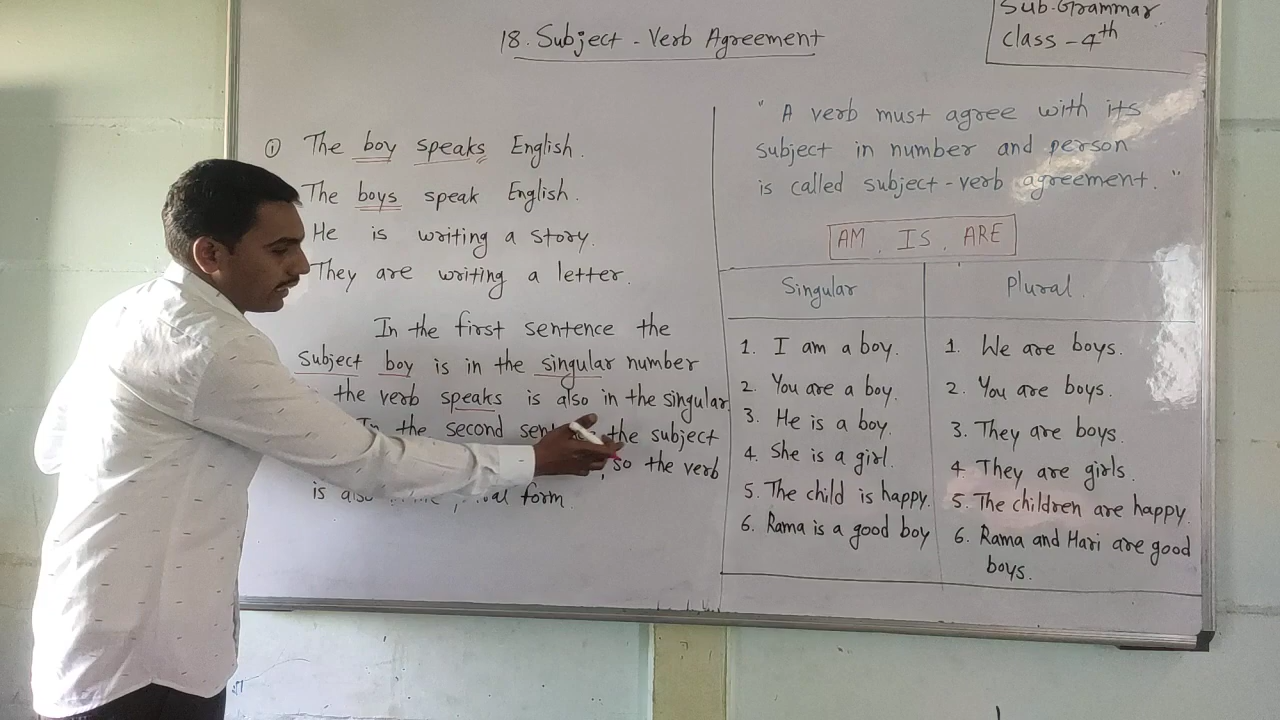 18. Subject - Verb Agreement
Sub. Grammar
Class - 4th
① The boy speaks English.
The boys speak English.
He is writing a story.
They are writing a letter.
In the first sentence the
Subject boy is in the singular number
the verb speaks is also in the singular
In the second the subject
, so the verb
is also in the form.
" A verb must agree with its
subject in number and person
is called subject-verb agreement. "
AM , IS , ARE
Singular
1. I am a boy.
2. You are a boy.
3. He is a boy.
4. She is a girl.
5. The child is happy.
6. Rama is a good boy
Plural.
1. We are boys.
2. You are boys.
3. They are boys.
4. They are girls.
5. The children are happy.
6. Rama and Hari are good
boys.